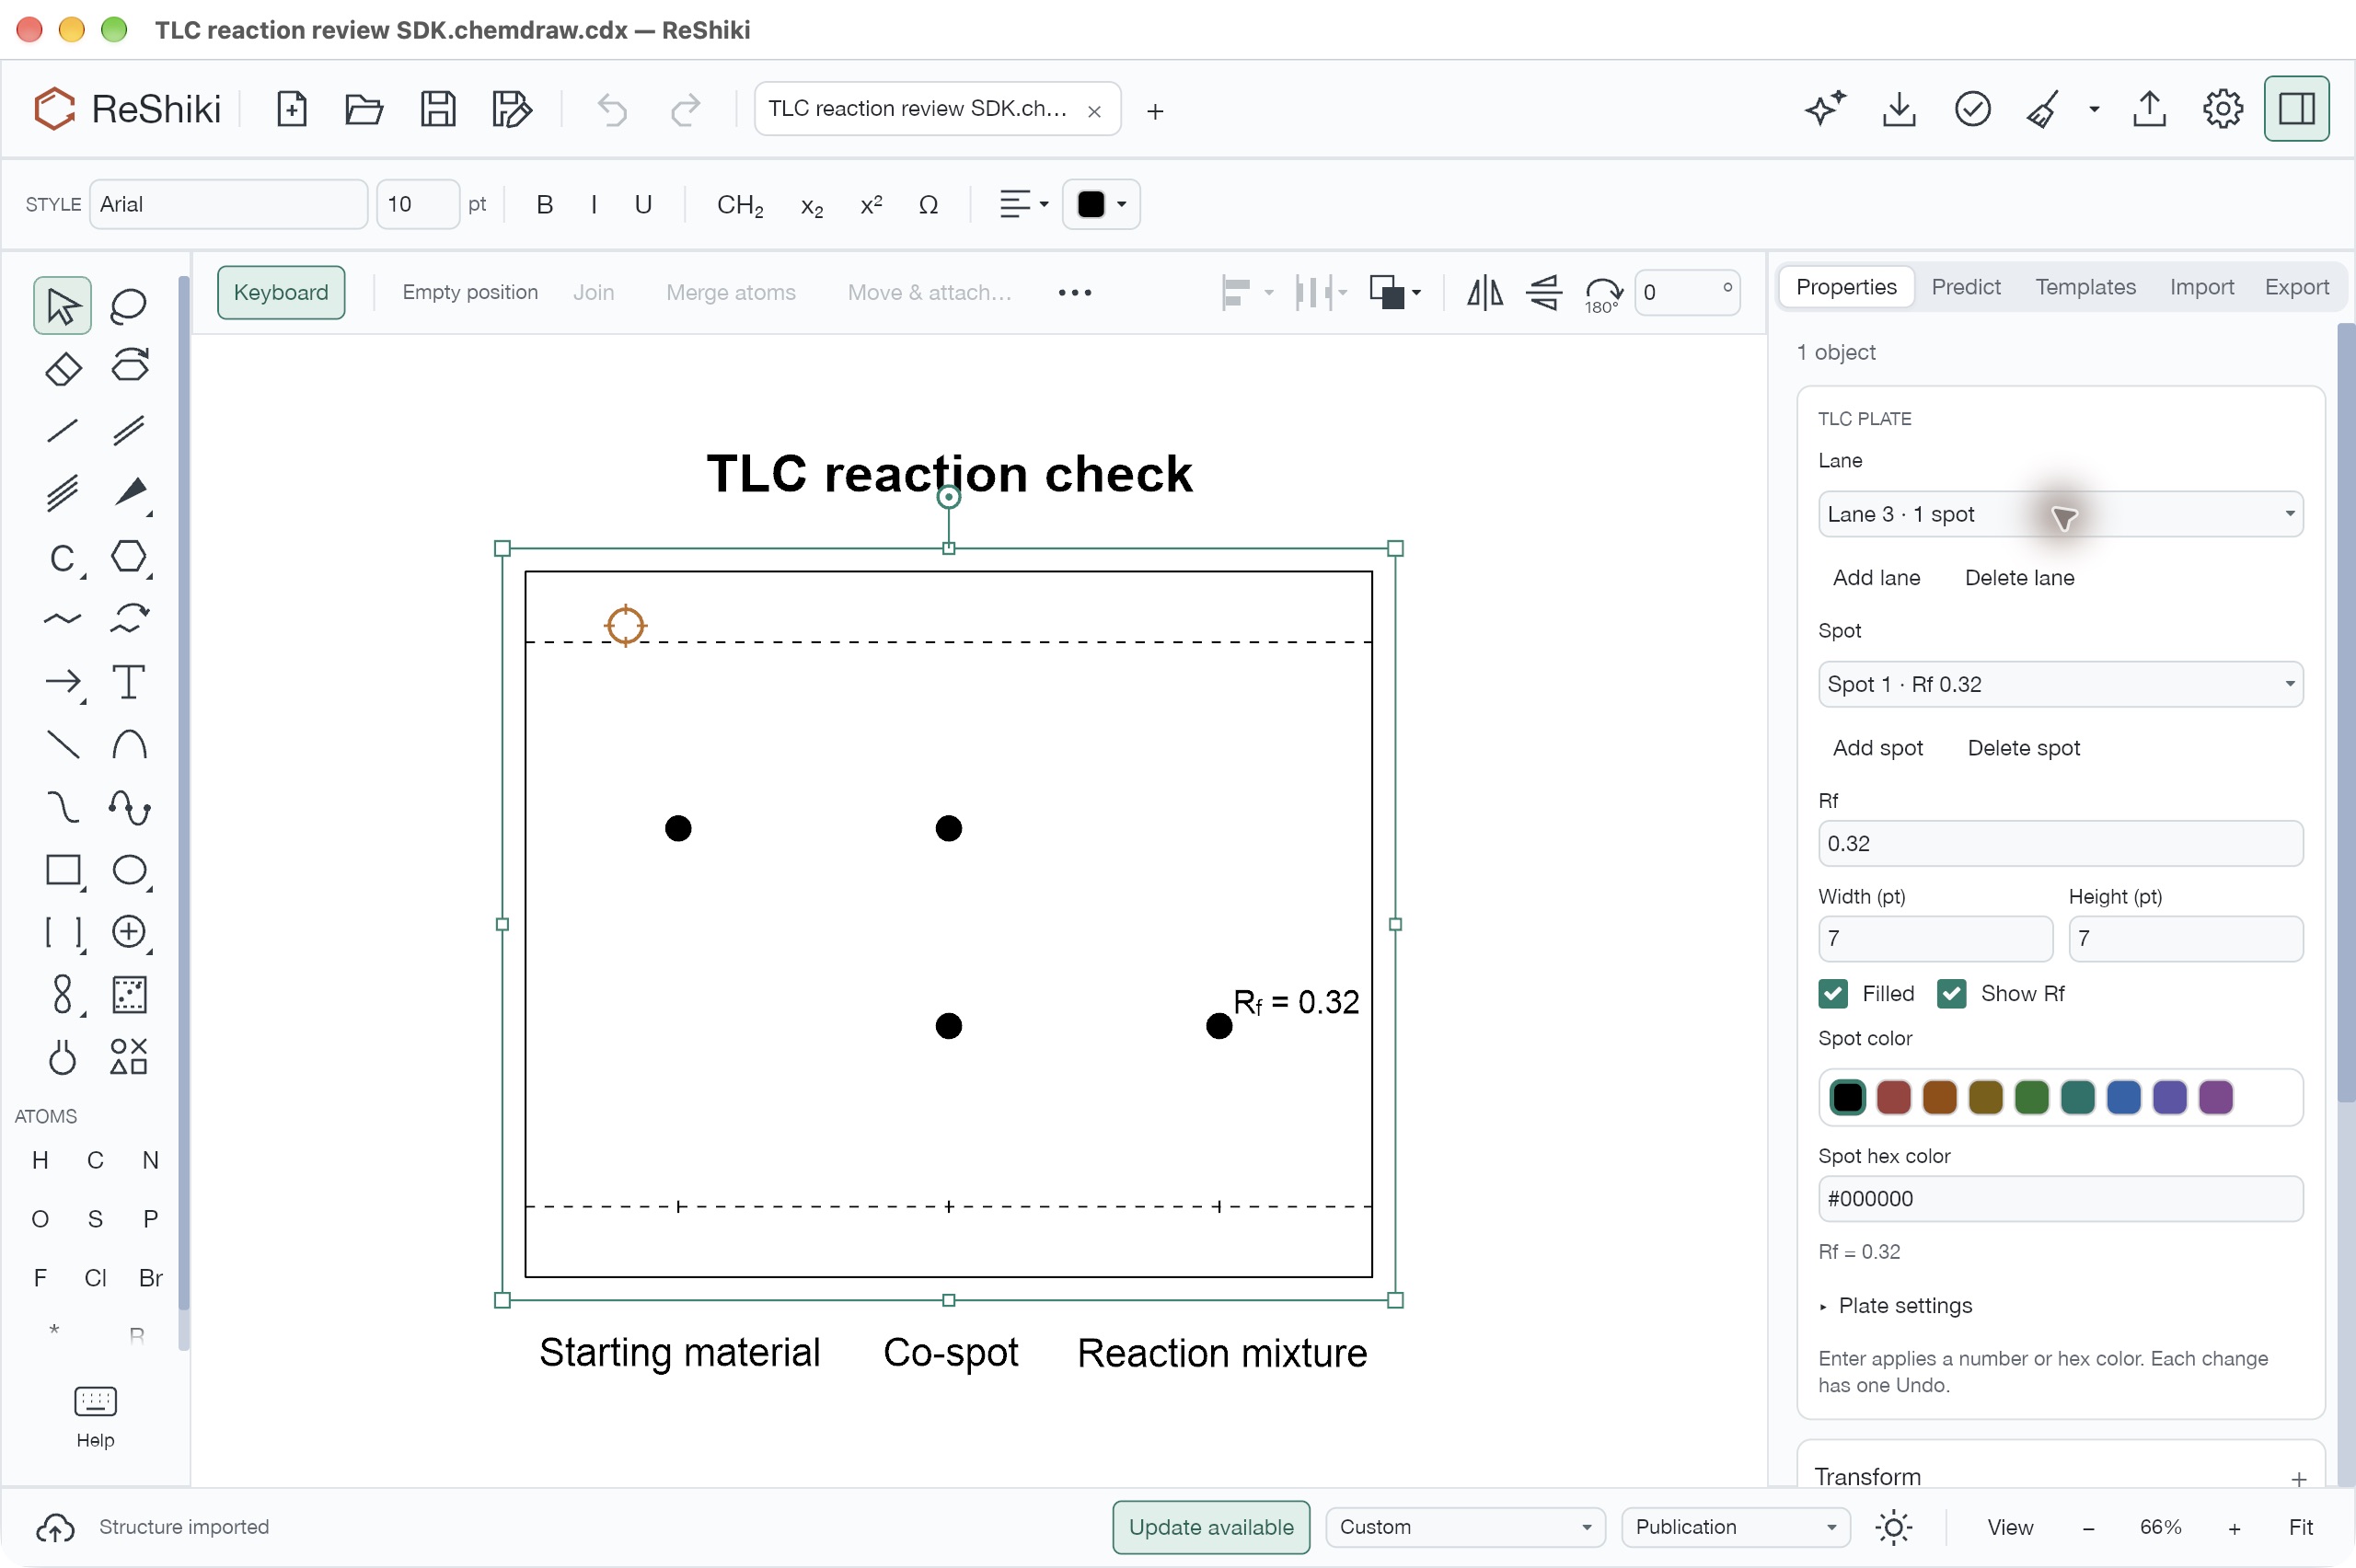 TLC reaction review SDK.chemdraw.cdx — ReShiki
ReShiki
TLC reaction review SDK.ch...
STYLE
Arial
10
pt
B
I
U
CH₂
x₂
x²
Ω
Keyboard
Empty position
Join
Merge atoms
Move & attach...
180°
0
°
Properties
Predict
Templates
Import
Export
1 object
TLC PLATE
Lane
Lane 3 · 1 spot
Add lane
Delete lane
Spot
Spot 1 · Rf 0.32
Add spot
Delete spot
Rf
0.32
Width (pt)
Height (pt)
7
7
Filled
Show Rf
Spot color
Spot hex color
#000000
Rf = 0.32
Plate settings
Enter applies a number or hex color. Each change
has one Undo.
Transform
TLC reaction check
Rf = 0.32
Starting material
Co-spot
Reaction mixture
C
T
ATOMS
H C N
O S P
F Cl Br
* R
Help
Structure imported
Update available
Custom
Publication
View
−
66%
+
Fit